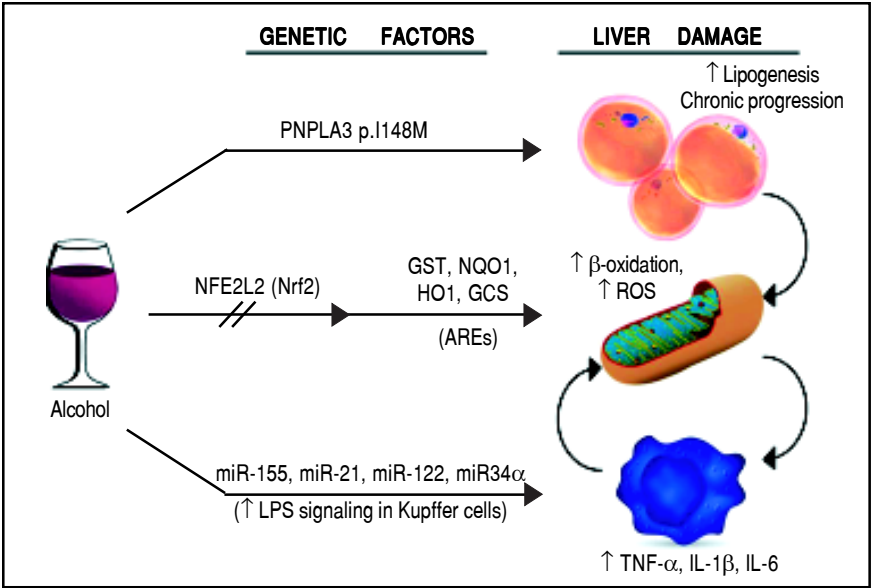 GENETIC FACTORS
LIVER DAMAGE
↑ Lipogenesis
Chronic progression
PNPLA3 p.I148M
NFE2L2 (Nrf2)
GST, NQO1,
HO1, GCS
(AREs)
↑ β-oxidation,
↑ ROS
Alcohol
miR-155, miR-21, miR-122, miR34α
(↑ LPS signaling in Kupffer cells)
↑ TNF-α, IL-1β, IL-6